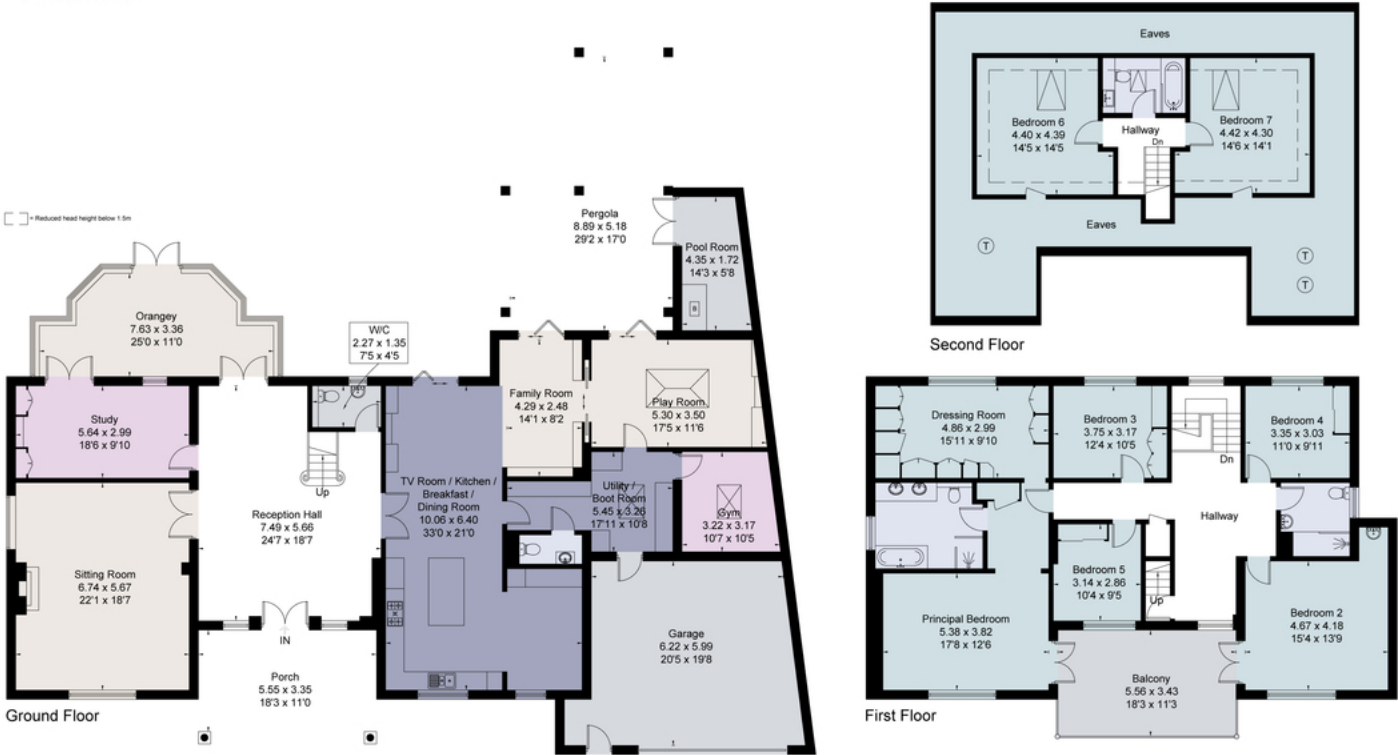 = Reduced head height below 1.5m
Orangey
7.63 x 3.36
25'0 x 11'0
W/C
2.27 x 1.35
7'5 x 4'5
Pergola
8.89 x 5.18
29'2 x 17'0
Pool Room
4.35 x 1.72
14'3 x 5'8
B
Study
5.64 x 2.99
18'6 x 9'10
Family Room
4.29 x 2.48
14'1 x 8'2
Play Room
5.30 x 3.50
17'5 x 11'6
Up
TV Room / Kitchen /
Breakfast /
Dining Room
10.06 x 6.40
33'0 x 21'0
Utility /
Boot Room
5.45 x 3.26
17'11 x 10'8
Gym
3.22 x 3.17
10'7 x 10'5
Reception Hall
7.49 x 5.66
24'7 x 18'7
Sitting Room
6.74 x 5.67
22'1 x 18'7
IN
Garage
6.22 x 5.99
20'5 x 19'8
Porch
5.55 x 3.35
18'3 x 11'0
Ground Floor
Eaves
Bedroom 6
4.40 x 4.39
14'5 x 14'5
Hallway
Dn
Bedroom 7
4.42 x 4.30
14'6 x 14'1
Eaves
T
T
T
Second Floor
Dressing Room
4.86 x 2.99
15'11 x 9'10
Bedroom 3
3.75 x 3.17
12'4 x 10'5
Dn
Bedroom 4
3.35 x 3.03
11'0 x 9'11
Hallway
Bedroom 5
3.14 x 2.86
10'4 x 9'5
Up
Principal Bedroom
5.38 x 3.82
17'8 x 12'6
Bedroom 2
4.67 x 4.18
15'4 x 13'9
Balcony
5.56 x 3.43
18'3 x 11'3
First Floor